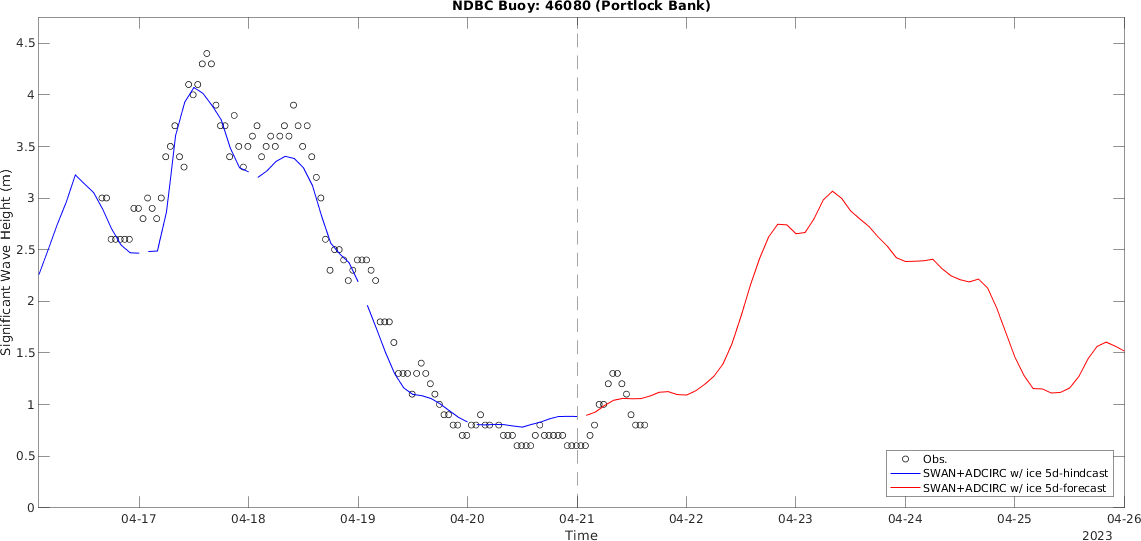 NDBC Buoy: 46080 (Portlock Bank)
4.5
4
3.5
3
2.5
2
1.5
1
0.5
0
Significant Wave Height (m)
04-17 04-18 04-19 04-20 04-21 04-22 04-23 04-24 04-25 04-26
Time
2023
Obs.
SWAN+ADCIRC w/ ice 5d-hindcast
SWAN+ADCIRC w/ ice 5d-forecast